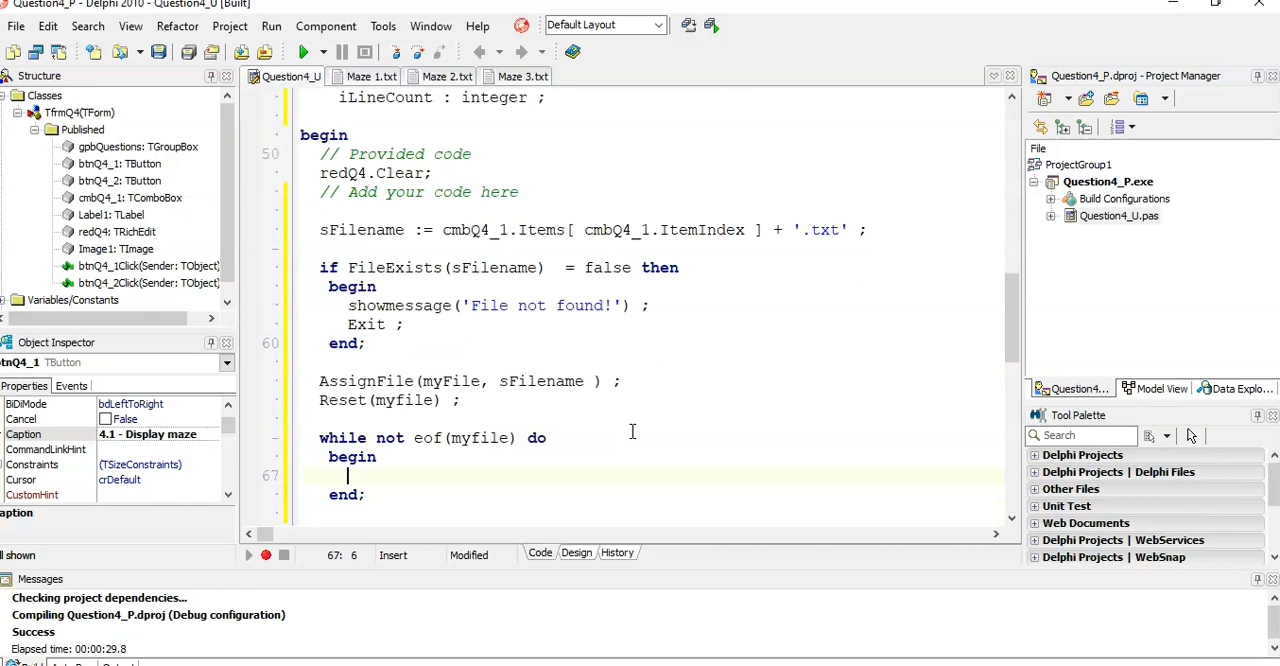 Question4_P - Delphi 2010 - Question4_U [Built]
File Edit Search View Refactor Project Run Component Tools Window Help Default Layout
Structure
Classes
TfrmQ4(TForm)
Published
gpbQuestions: TGroupBox
btnQ4_1: TButton
btnQ4_2: TButton
cmbQ4_1: TComboBox
Label1: TLabel
redQ4: TRichEdit
Image1: TImage
btnQ4_1Click(Sender: TObject)
btnQ4_2Click(Sender: TObject)
Variables/Constants
Object Inspector
btnQ4_1 TButton
Properties Events
BiDiMode bdLeftToRight
Cancel False
Caption 4.1 - Display maze
CommandLinkHint
Constraints (TSizeConstraints)
Cursor crDefault
CustomHint
aption
ll shown
Question4_U Maze 1.txt Maze 2.txt Maze 3.txt
iLineCount : integer ;
begin
50 // Provided code
redQ4.Clear;
// Add your code here
sFilename := cmbQ4_1.Items[ cmbQ4_1.ItemIndex ] + '.txt' ;
if FileExists(sFilename) = false then
begin
showmessage('File not found!') ;
Exit ;
60 end;
AssignFile(myFile, sFilename ) ;
Reset(myfile) ;
while not eof(myfile) do
begin
67
end;
67: 6 Insert Modified Code Design History
Question4_P.dproj - Project Manager
File
ProjectGroup1
Question4_P.exe
Build Configurations
Question4_U.pas
Question4... Model View Data Explo...
Tool Palette
Search
Delphi Projects
Delphi Projects | Delphi Files
Other Files
Unit Test
Web Documents
Delphi Projects | WebServices
Delphi Projects | WebSnap
Messages
Checking project dependencies...
Compiling Question4_P.dproj (Debug configuration)
Success
Elapsed time: 00:00:29.8